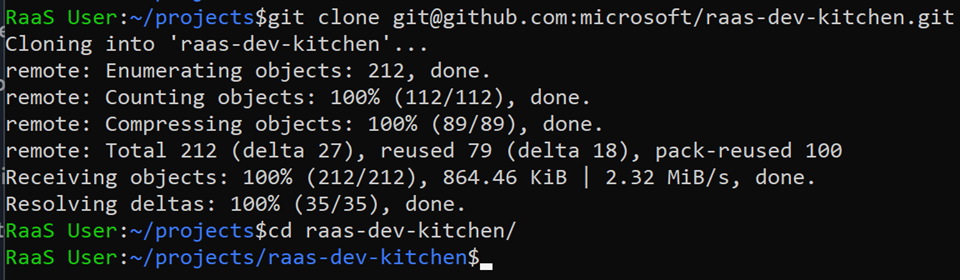 RaaS User:~/projects$git clone git@github.com:microsoft/raas-dev-kitchen.git
Cloning into 'raas-dev-kitchen'...
remote: Enumerating objects: 212, done.
remote: Counting objects: 100% (112/112), done.
remote: Compressing objects: 100% (89/89), done.
remote: Total 212 (delta 27), reused 79 (delta 18), pack-reused 100
Receiving objects: 100% (212/212), 864.46 KiB | 2.32 MiB/s, done.
Resolving deltas: 100% (35/35), done.
RaaS User:~/projects$cd raas-dev-kitchen/
RaaS User:~/projects/raas-dev-kitchen$